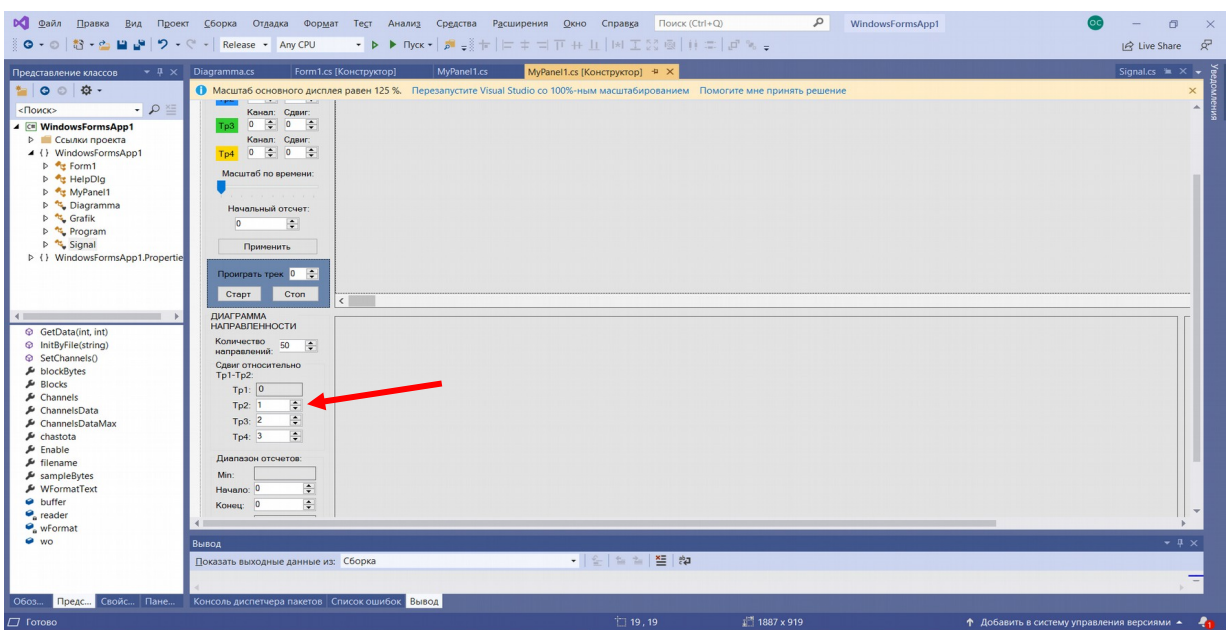 Файл Правка Вид Проект Сборка Отладка Формат Тест Анализ Средства Расширения Окно Справка Поиск (Ctrl+Q) WindowsFormsApp1 ОС
Release Any CPU Пуск Live Share
Представление классов
Diagramma.cs Form1.cs [Конструктор] MyPanel1.cs MyPanel1.cs [Конструктор] Signal.cs
Уведомления
Масштаб основного дисплея равен 125 %. Перезапустите Visual Studio со 100%-ным масштабированием Помогите мне принять решение
<Поиск>
WindowsFormsApp1
Ссылки проекта
{ } WindowsFormsApp1
Form1
HelpDlg
MyPanel1
Diagramma
Grafik
Program
Signal
{ } WindowsFormsApp1.Propertie
GetData(int, int)
InitByFile(string)
SetChannels()
blockBytes
Blocks
Channels
ChannelsData
ChannelsDataMax
chastota
Enable
filename
sampleBytes
WFormatText
buffer
reader
wFormat
wo
Обоз... Предс... Свойс... Пане...
Канал: Сдвиг:
Тр3 0 0
Канал: Сдвиг:
Тр4 0 0
Масштаб по времени:
Начальный отсчет:
0
Применить
Проиграть трек 0
Старт Стоп
ДИАГРАММА
НАПРАВЛЕННОСТИ
Количество
направлений: 50
Сдвиг относительно
Тр1-Тр2:
Тр1: 0
Тр2: 1
Тр3: 2
Тр4: 3
Диапазон отсчетов:
Min:
Начало: 0
Конец: 0
Вывод
Показать выходные данные из: Сборка
Консоль диспетчера пакетов Список ошибок Вывод
Готово 19 , 19 1887 x 919 Добавить в систему управления версиями 1